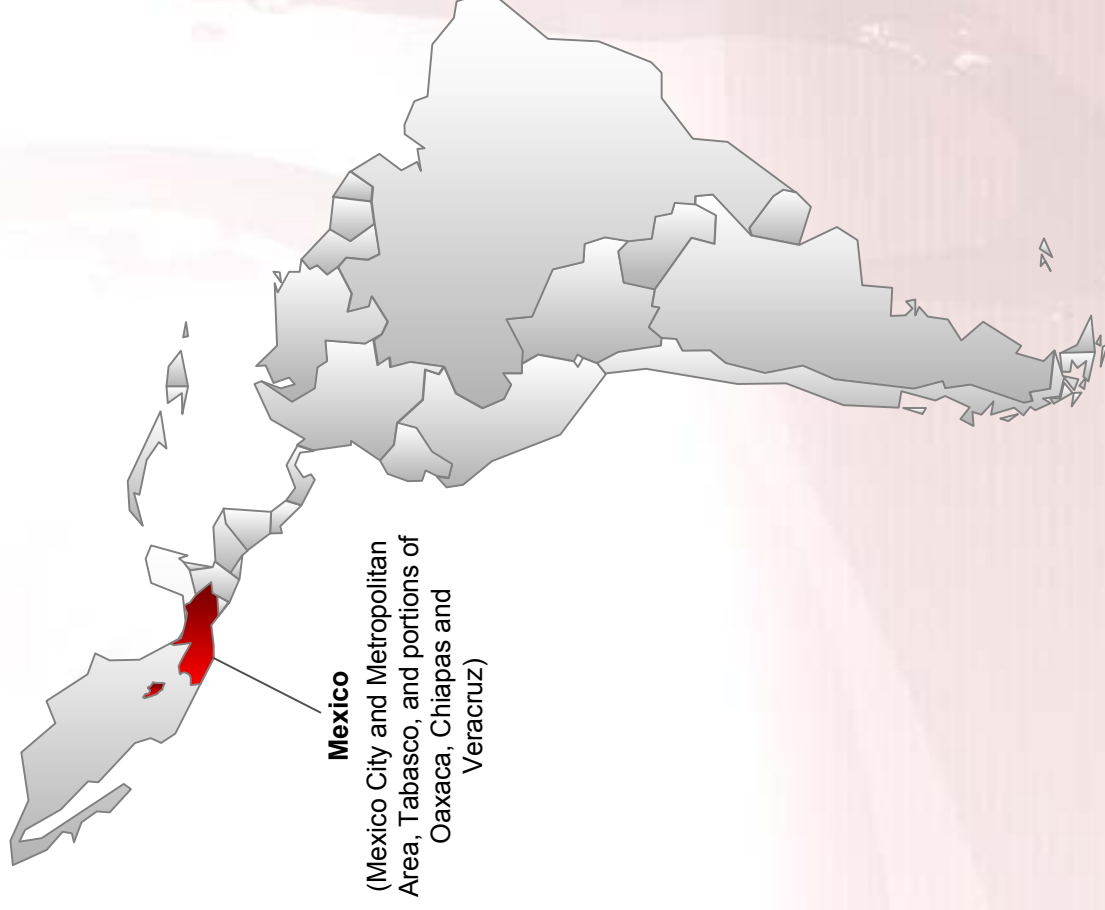 Mexico
(Mexico City and Metropolitan
Area, Tabasco, and portions of
Oaxaca, Chiapas and
Veracruz)